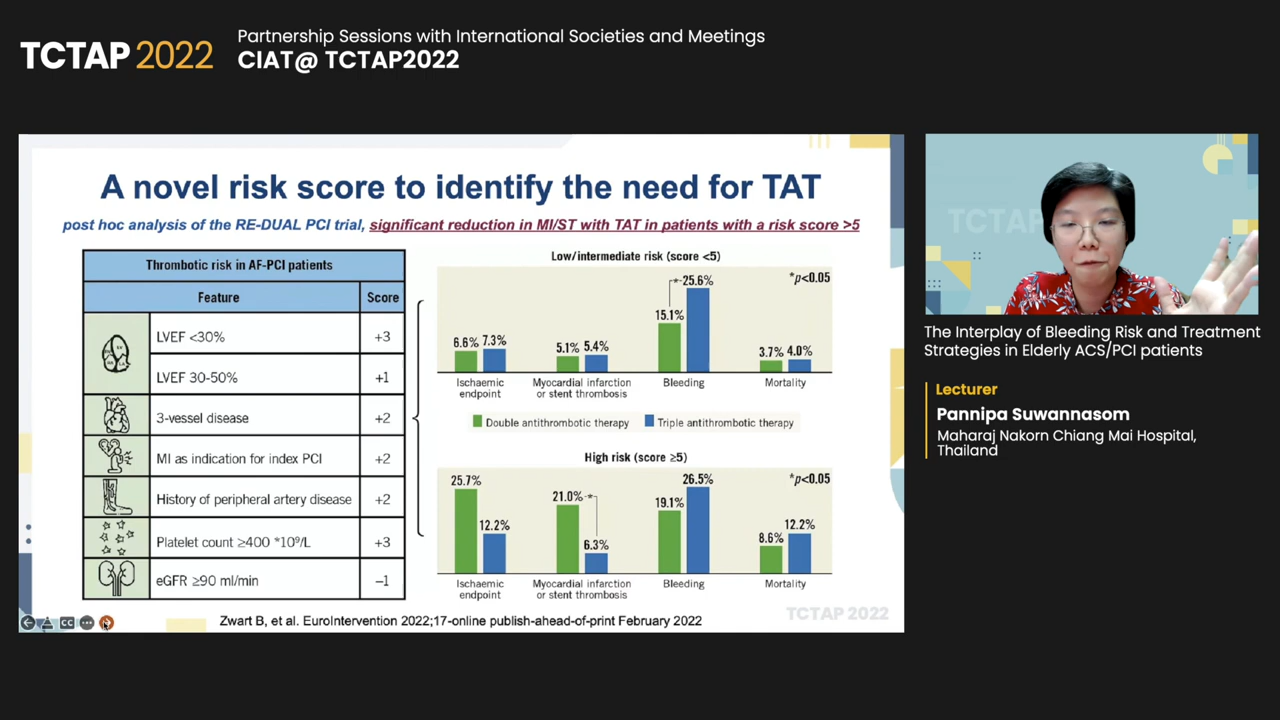 TCTAP 2022
Partnership Sessions with International Societies and Meetings
CIAT@ TCTAP2022
A novel risk score to identify the need for TAT
post hoc analysis of the RE-DUAL PCI trial, significant reduction in MI/ST with TAT in patients with a risk score >5
Thrombotic risk in AF-PCI patients
Feature Score
LVEF <30% +3
LVEF 30-50% +1
3-vessel disease +2
MI as indication for index PCI +2
History of peripheral artery disease +2
Platelet count ≥400 *10⁹/L +3
eGFR ≥90 ml/min –1
Low/intermediate risk (score <5)
*p<0.05
6.6% 7.3%
5.1% 5.4%
15.1% * 25.6%
3.7% 4.0%
Ischaemic
endpoint
Myocardial infarction
or stent thrombosis
Bleeding
Mortality
Double antithrombotic therapy
Triple antithrombotic therapy
High risk (score ≥5)
*p<0.05
25.7% 12.2%
21.0% * 6.3%
19.1% 26.5%
8.6% 12.2%
Ischaemic
endpoint
Myocardial infarction
or stent thrombosis
Bleeding
Mortality
TCTAP 2022
CC
Zwart B, et al. EuroIntervention 2022;17-online publish-ahead-of-print February 2022
TCTAP
The Interplay of Bleeding Risk and Treatment
Strategies in Elderly ACS/PCI patients
Lecturer
Pannipa Suwannasom
Maharaj Nakorn Chiang Mai Hospital,
Thailand